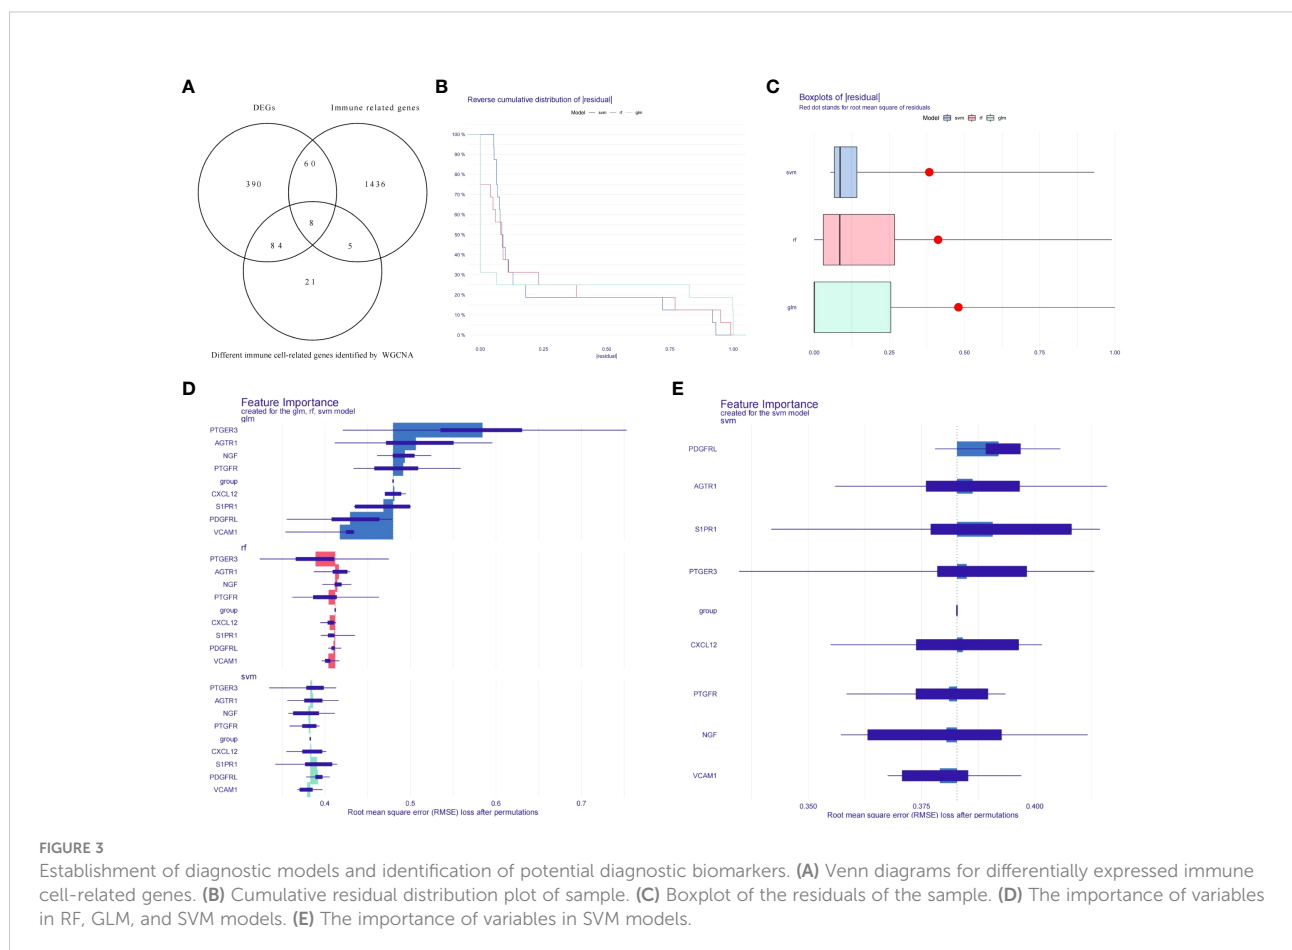 A
DEGs
Immune related genes
60
390
1436
8
84
5
21
Different immune cell-related genes identified by WGCNA
B
Reverse cumulative distribution of |residual|
Model svm rf glm
100 %
90 %
80 %
70 %
60 %
50 %
40 %
30 %
20 %
10 %
0 %
0.00 0.25 0.50 0.75 1.00
|residual|
C
Boxplots of |residual|
Red dot stands for root mean square of residuals
Model svm rf glm
svm
rf
glm
0.00 0.25 0.50 0.75 1.00
D
Feature Importance
created for the glm, rf, svm model
glm
PTGER3
AGTR1
NGF
PTGFR
group
CXCL12
S1PR1
PDGFRL
VCAM1
rf
PTGER3
AGTR1
NGF
PTGFR
group
CXCL12
S1PR1
PDGFRL
VCAM1
svm
PTGER3
AGTR1
NGF
PTGFR
group
CXCL12
S1PR1
PDGFRL
VCAM1
0.4 0.5 0.6 0.7
Root mean square error (RMSE) loss after permutations
E
Feature Importance
created for the svm model
svm
PDGFRL
AGTR1
S1PR1
PTGER3
group
CXCL12
PTGFR
NGF
VCAM1
0.350 0.375 0.400
Root mean square error (RMSE) loss after permutations
FIGURE 3
Establishment of diagnostic models and identification of potential diagnostic biomarkers. (A) Venn diagrams for differentially expressed immune
cell-related genes. (B) Cumulative residual distribution plot of sample. (C) Boxplot of the residuals of the sample. (D) The importance of variables
in RF, GLM, and SVM models. (E) The importance of variables in SVM models.